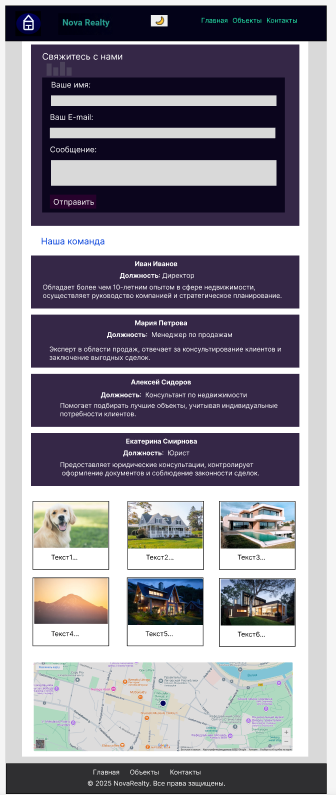 Nova Realty
Главная Объекты Контакты
Свяжитесь с нами
Ваше имя:
Ваш E-mail:
Сообщение:
Отправить
Наша команда
Иван Иванов
Должность: Директор
Обладает более чем 10-летним опытом в сфере недвижимости,
осуществляет руководство компанией и стратегическое планирование.
Мария Петрова
Должность: Менеджер по продажам
Эксперт в области продаж, отвечает за консультирование клиентов и
заключение выгодных сделок.
Алексей Сидоров
Должность: Консультант по недвижимости
Помогает подбирать лучшие объекты, учитывая индивидуальные
потребности клиентов.
Екатерина Смирнова
Должность: Юрист
Предоставляет юридические консультации, контролирует
оформление документов и соблюдение законности сделок.
Текст1...
Текст2...
Текст3...
Текст4...
Текст5...
Текст6...
Главная Объекты Контакты
© 2025 NovaRealty. Все права защищены.